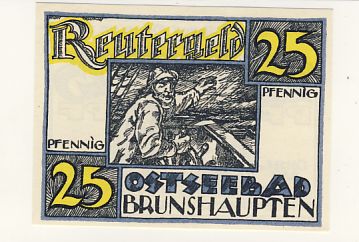 Reutergeld
25
PFENNIG
PFENNIG
25
OSTSEEBAD
BRUNSHAUPTEN